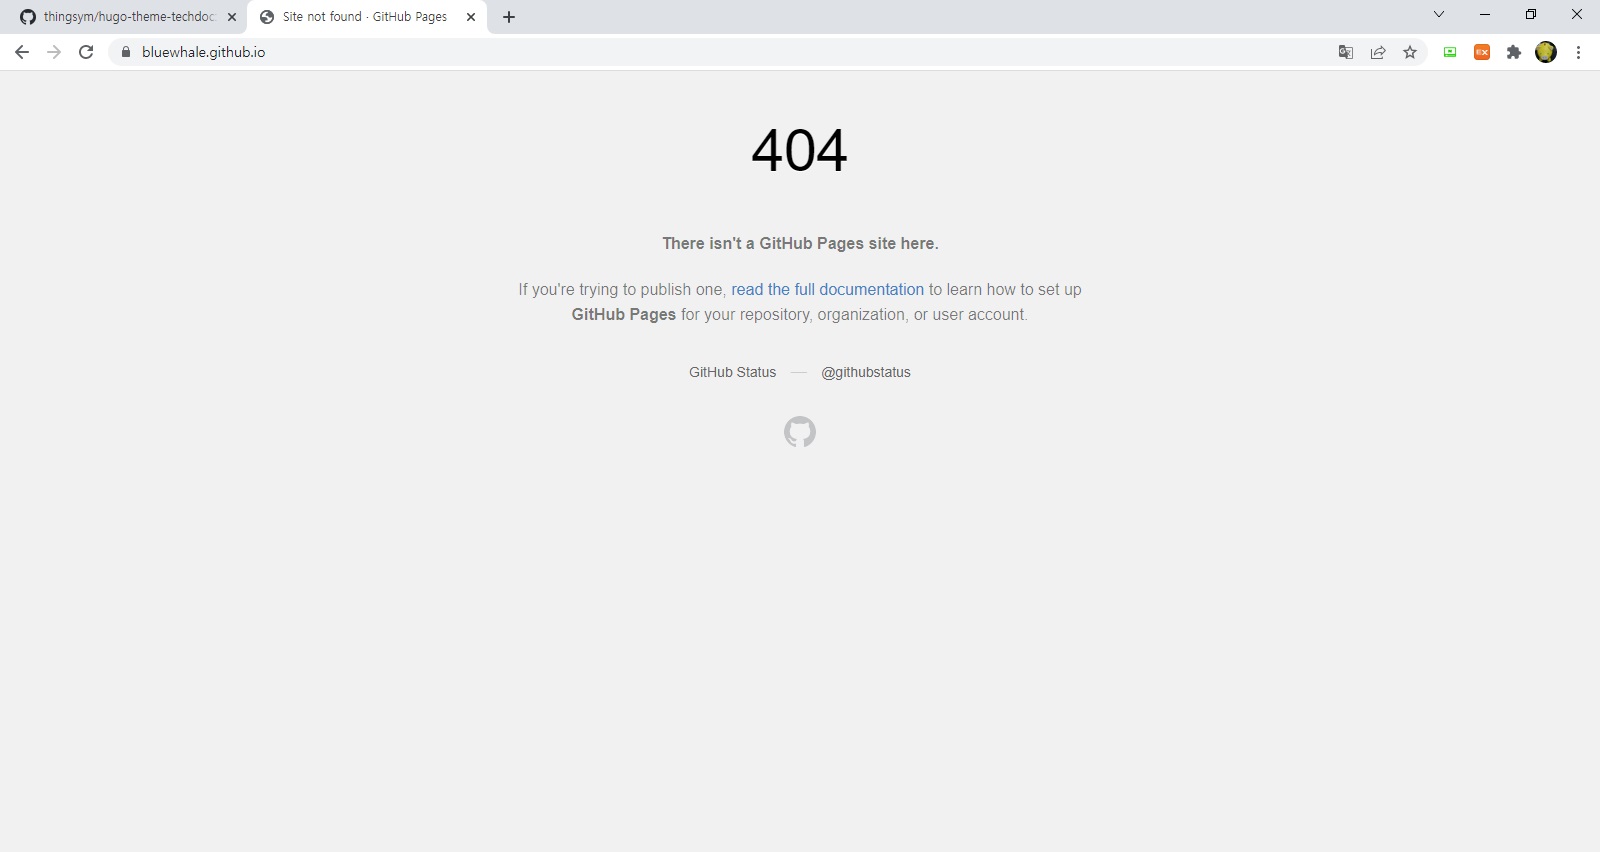 thingsym/hugo-theme-techdoc
Site not found · GitHub Pages
bluewhale.github.io
EX
404
There isn't a GitHub Pages site here.
If you're trying to publish one, read the full documentation to learn how to set up
GitHub Pages for your repository, organization, or user account.
GitHub Status — @githubstatus